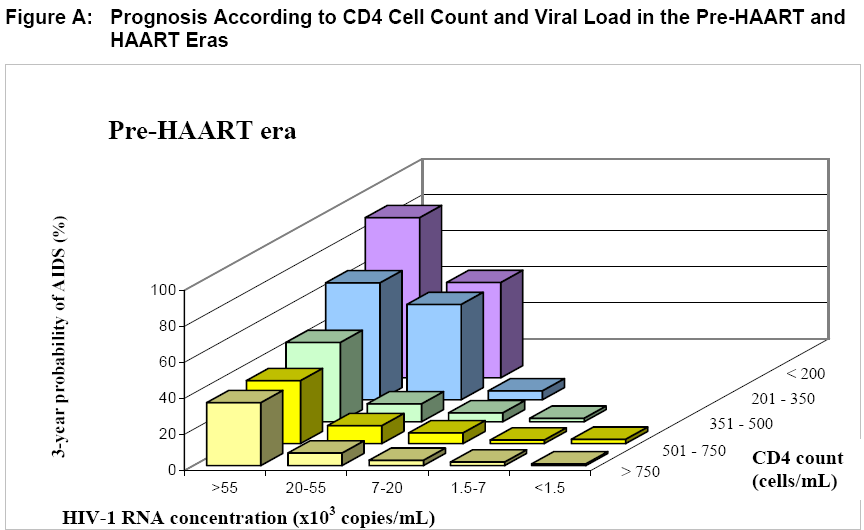 Figure A: Prognosis According to CD4 Cell Count and Viral Load in the Pre-HAART and
HAART Eras
Pre-HAART era
3-year probability of AIDS (%)
100
80
60
40
20
0
>55
20-55
7-20
1.5-7
<1.5
< 200
201 - 350
351 - 500
501 - 750
> 750
CD4 count
(cells/mL)
HIV-1 RNA concentration (x10³ copies/mL)